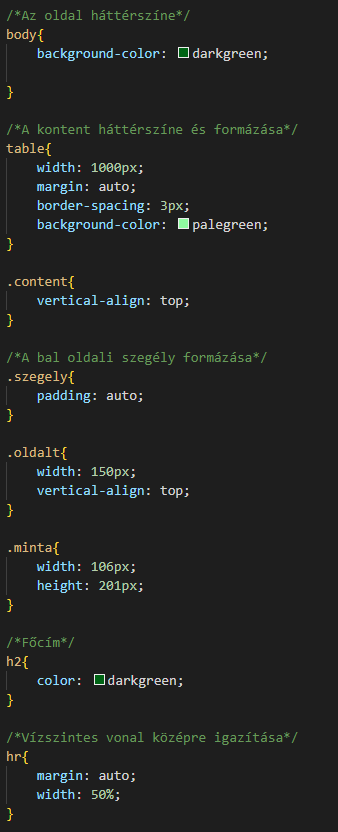 /*Az oldal háttérszíne*/
body{
    background-color: darkgreen;

}

/*A kontent háttérszíne és formázása*/
table{
    width: 1000px;
    margin: auto;
    border-spacing: 3px;
    background-color: palegreen;
}

.content{
    vertical-align: top;
}

/*A bal oldali szegély formázása*/
.szegely{
    padding: auto;
}

.oldalt{
    width: 150px;
    vertical-align: top;
}

.minta{
    width: 106px;
    height: 201px;
}

/*Főcím*/
h2{
    color: darkgreen;
}

/*Vízszintes vonal középre igazítása*/
hr{
    margin: auto;
    width: 50%;
}